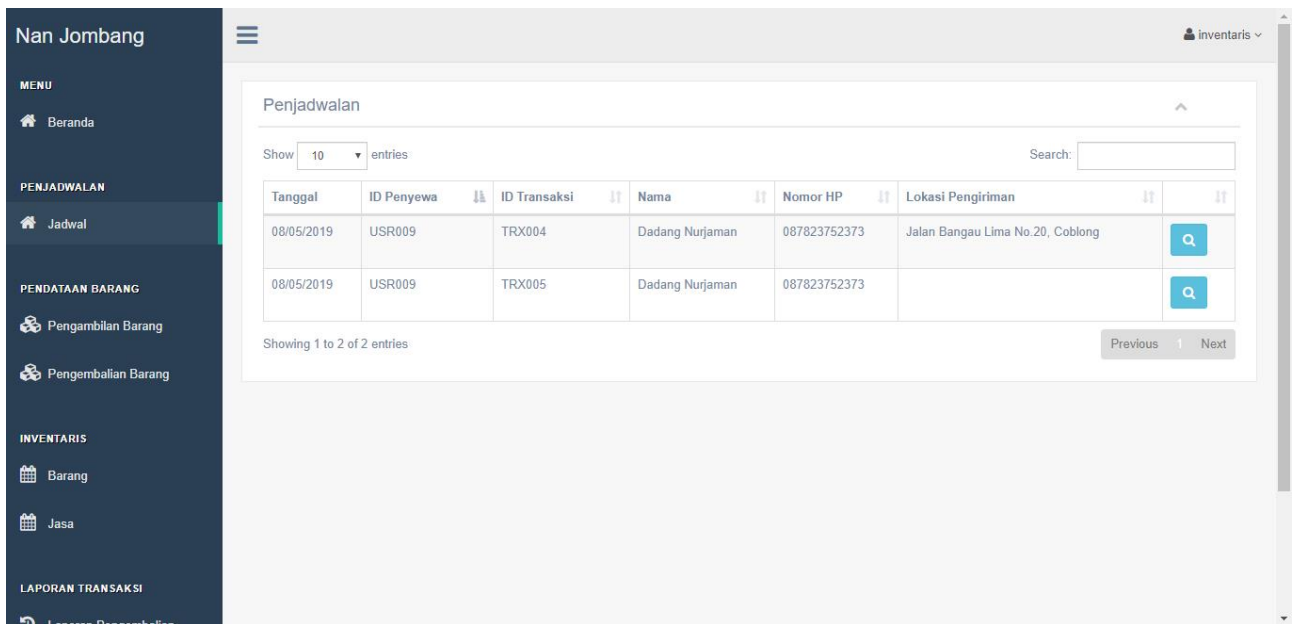 Nan Jombang
inventaris
MENU
Beranda
PENJADWALAN
Jadwal
PENDATAAN BARANG
Pengambilan Barang
Pengembalian Barang
INVENTARIS
Barang
Jasa
LAPORAN TRANSAKSI
Penjadwalan
Show 10 entries
Search:
Tanggal ID Penyewa ID Transaksi Nama Nomor HP Lokasi Pengiriman
08/05/2019 USR009 TRX004 Dadang Nurjaman 087823752373 Jalan Bangau Lima No.20, Coblong
08/05/2019 USR009 TRX005 Dadang Nurjaman 087823752373
Showing 1 to 2 of 2 entries
Previous 1 Next